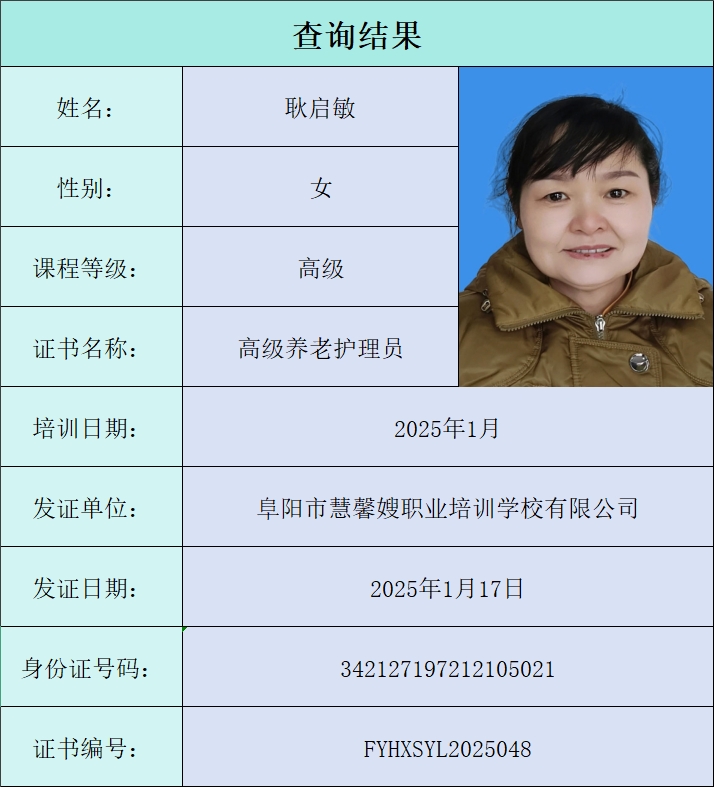 查询结果
姓名： 耿启敏
性别： 女
课程等级： 高级
证书名称： 高级养老护理员
培训日期： 2025年1月
发证单位： 阜阳市慧馨嫂职业培训学校有限公司
发证日期： 2025年1月17日
身份证号码： 342127197212105021
证书编号： FYHXSYL2025048